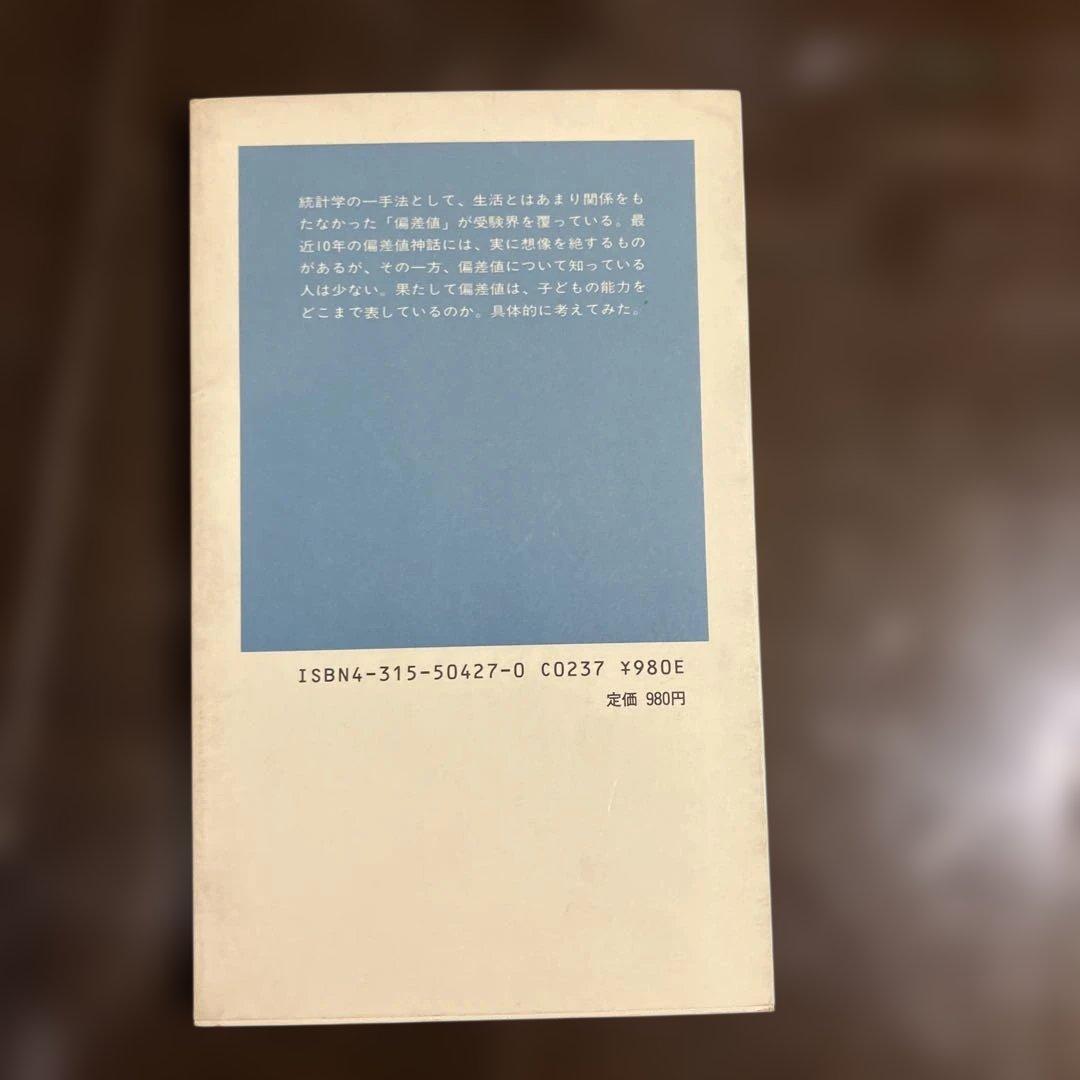 統計学の一手法として、生活とはあまり関係をも
たなかった「偏差値」が受験界を覆っている。最
近10年の偏差値神話には、実に想像を絶するもの
があるが、その一方、偏差値について知っている
人は少ない。果たして偏差値は、子どもの能力を
どこまで表しているのか。具体的に考えてみた。
ISBN4-315-50427-0 C0237 ¥980E
定価 980円